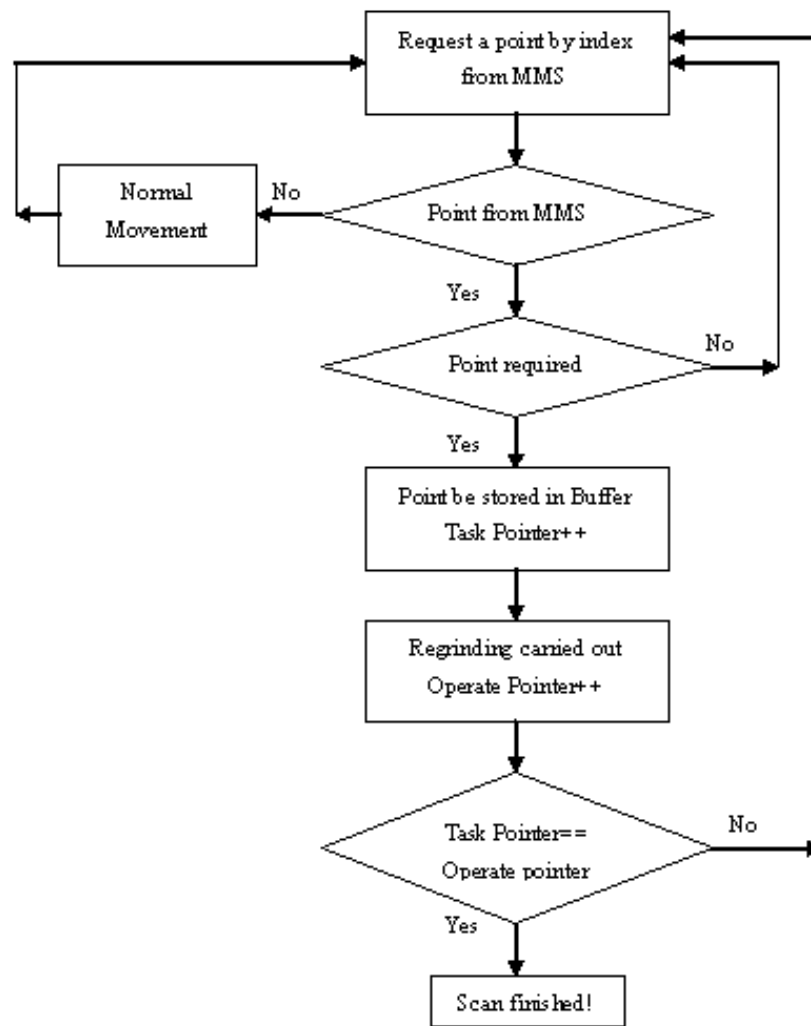 Request a point by index
from MMS
Normal
Movement
No
Point from MMS
Yes
Point required
No
Yes
Point be stored in Buffer
Task Pointer++
Regrinding carried out
Operate Pointer++
Task Pointer==
Operate pointer
No
Yes
Scan finished!